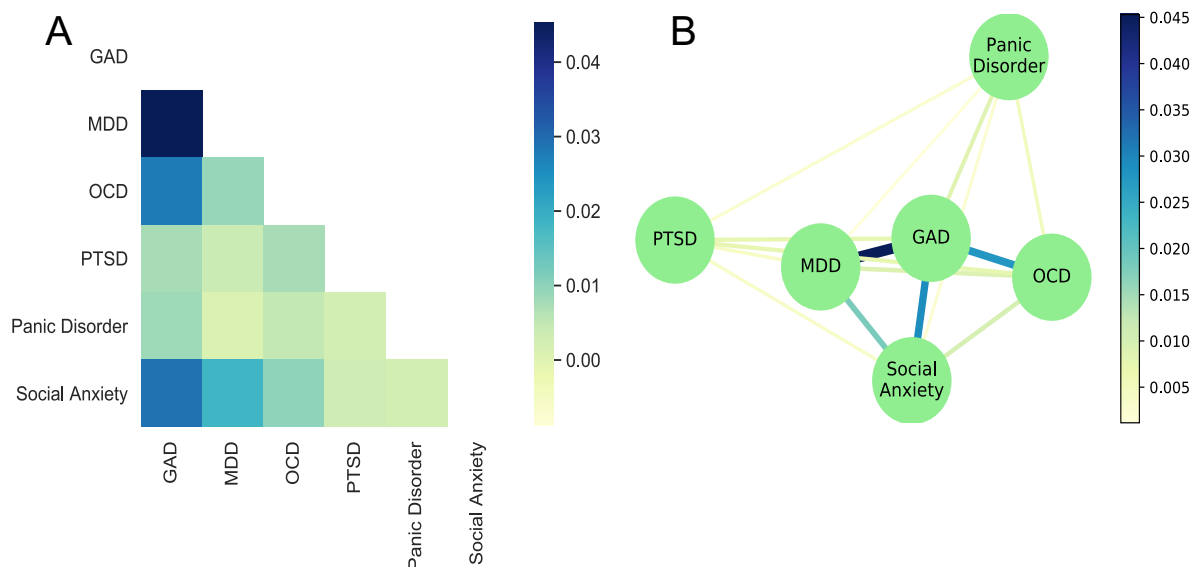 A
GAD
MDD
OCD
PTSD
Panic Disorder
Social Anxiety
GAD
MDD
OCD
PTSD
Panic Disorder
Social Anxiety
0.04
0.03
0.02
0.01
0.00
B
Panic
Disorder
PTSD
MDD
GAD
OCD
Social
Anxiety
0.045
0.040
0.035
0.030
0.025
0.020
0.015
0.010
0.005